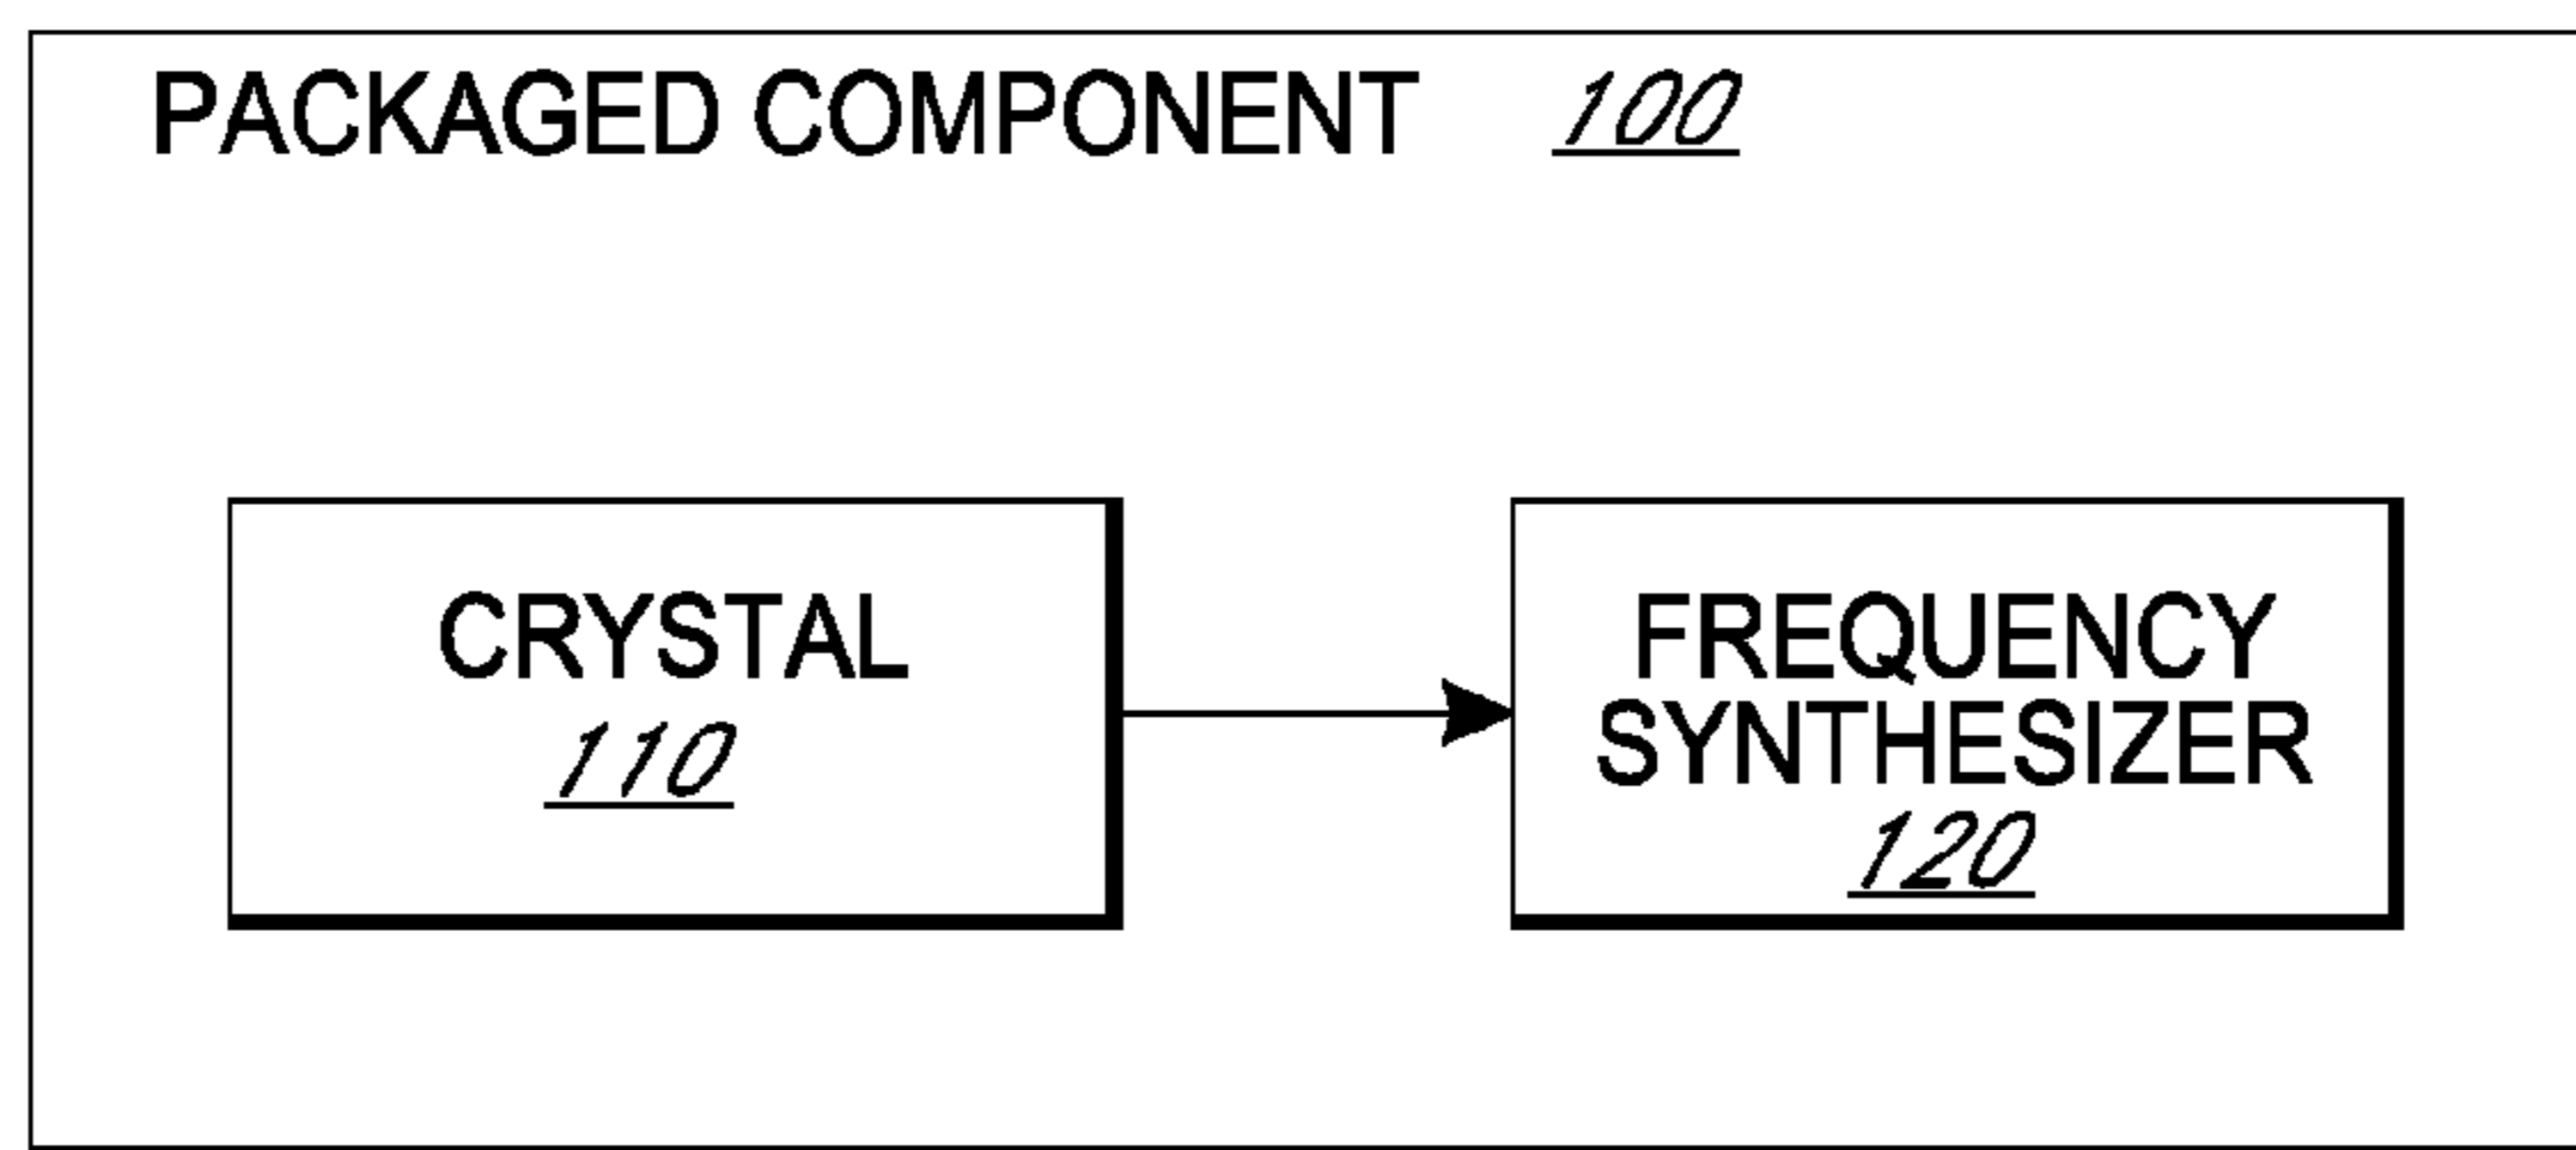 PACKAGED COMPONENT 100
CRYSTAL
110
FREQUENCY
SYNTHESIZER
120